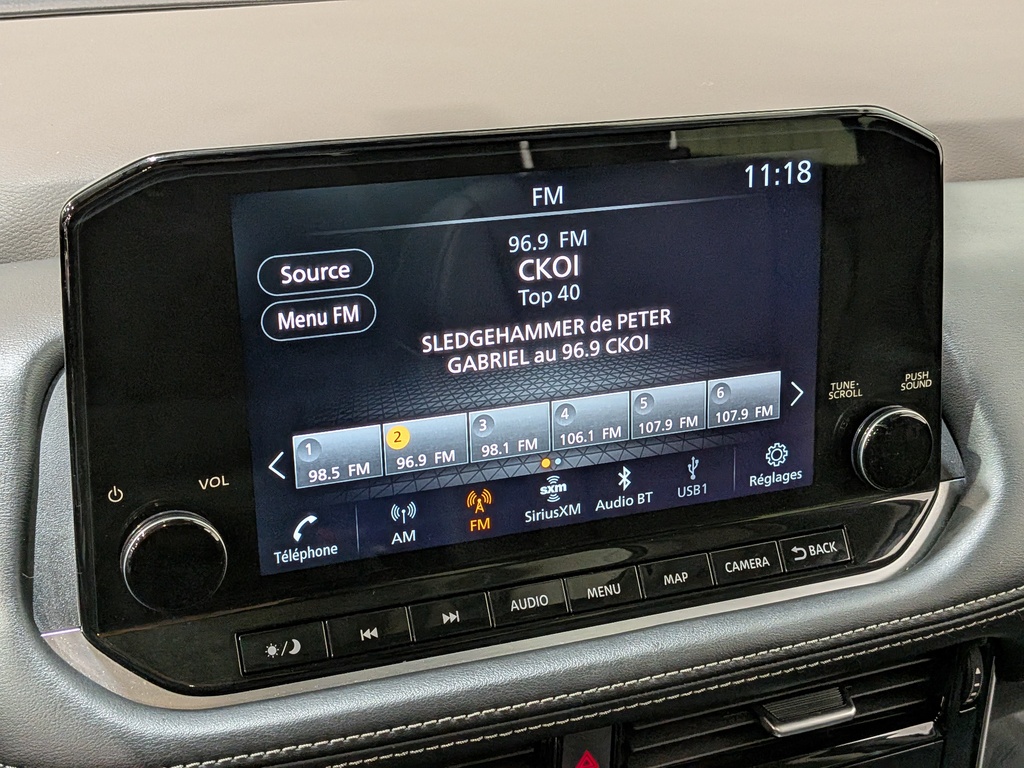 11:18
FM
96.9 FM
CKOI
Top 40
Source
Menu FM
SLEDGEHAMMER de PETER
GABRIEL au 96.9 CKOI
1 98.5 FM
2 96.9 FM
3 98.1 FM
4 106.1 FM
5 107.9 FM
6 107.9 FM
Téléphone
AM
FM
sxm
SiriusXM
Audio BT
USB1
Réglages
VOL
TUNE·
SCROLL
PUSH
SOUND
AUDIO
MENU
MAP
CAMERA
BACK